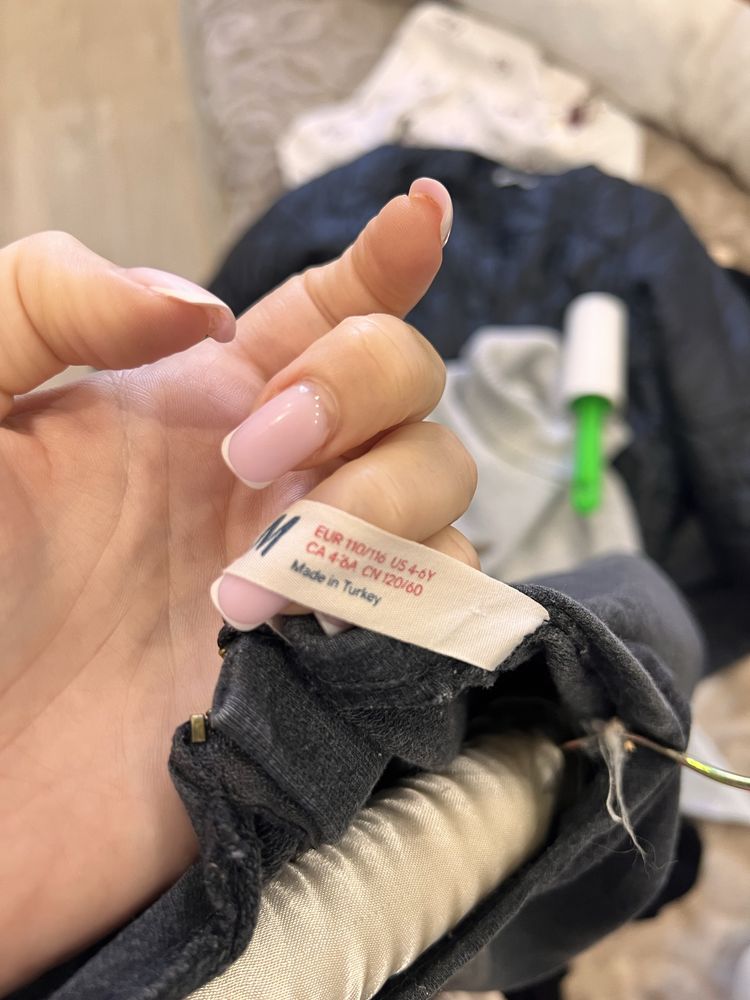 M
EUR 110/116 US 4-6Y
CA 4-6A CN 120/60
Made in Turkey